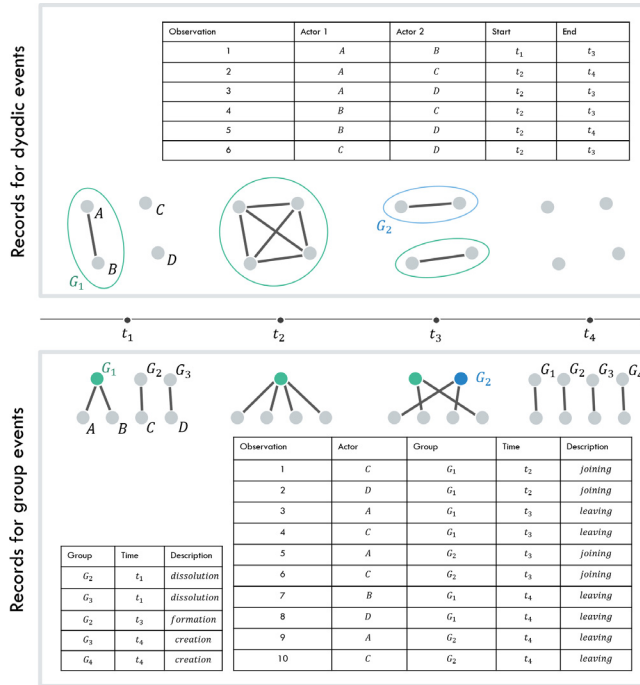 Records for dyadic events
Observation Actor 1 Actor 2 Start End
1 A B t₁ t₃
2 A C t₂ t₄
3 A D t₂ t₃
4 B C t₂ t₃
5 B D t₂ t₄
6 C D t₂ t₃
A C
B D
G₁
G₂
t₁ t₂ t₃ t₄
Records for group events
G₁ G₂ G₃
A B C D
G₂
G₁ G₂ G₃ G₄
Observation Actor Group Time Description
1 C G₁ t₂ joining
2 D G₁ t₂ joining
3 A G₁ t₃ leaving
4 C G₁ t₃ leaving
5 A G₂ t₃ joining
6 C G₂ t₃ joining
7 B G₁ t₄ leaving
8 D G₁ t₄ leaving
9 A G₂ t₄ leaving
10 C G₂ t₄ leaving
Group Time Description
G₂ t₁ dissolution
G₃ t₁ dissolution
G₂ t₃ formation
G₃ t₄ creation
G₄ t₄ creation